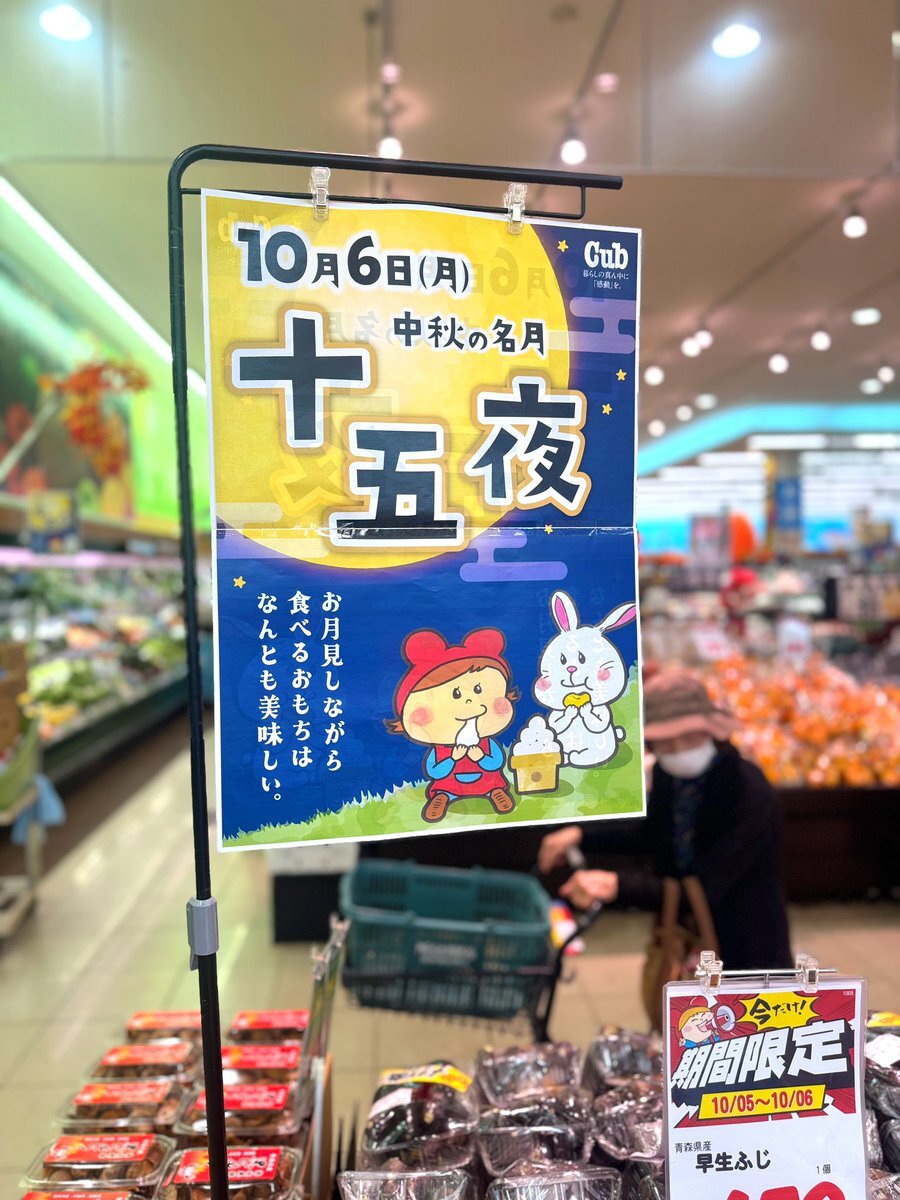 10月6日(月)
Cub
暮らしの真ん中に
「感動」を。
中秋の名月
十五夜
お月見しながら
食べるおもちは
なんとも美味しい。
1005
今だけ!
期間限定
10/05〜10/06
青森県産
早生ふじ
1個